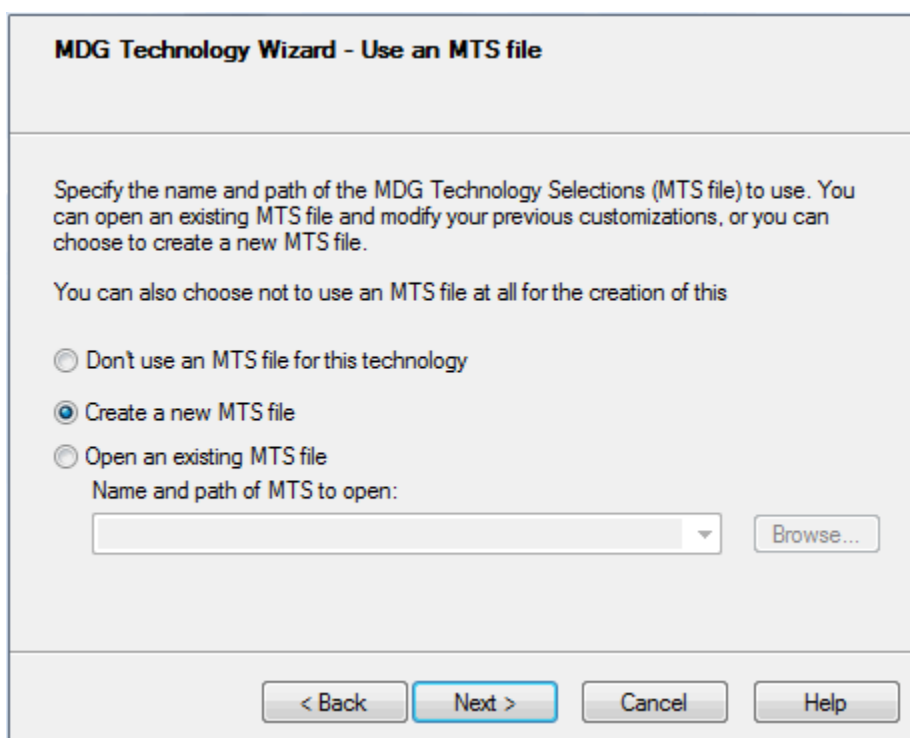 MDG Technology Wizard - Use an MTS file
Specify the name and path of the MDG Technology Selections (MTS file) to use. You
can open an existing MTS file and modify your previous customizations, or you can
choose to create a new MTS file.
You can also choose not to use an MTS file at all for the creation of this
Don't use an MTS file for this technology
Create a new MTS file
Open an existing MTS file
Name and path of MTS to open:
Browse...
< Back
Next >
Cancel
Help